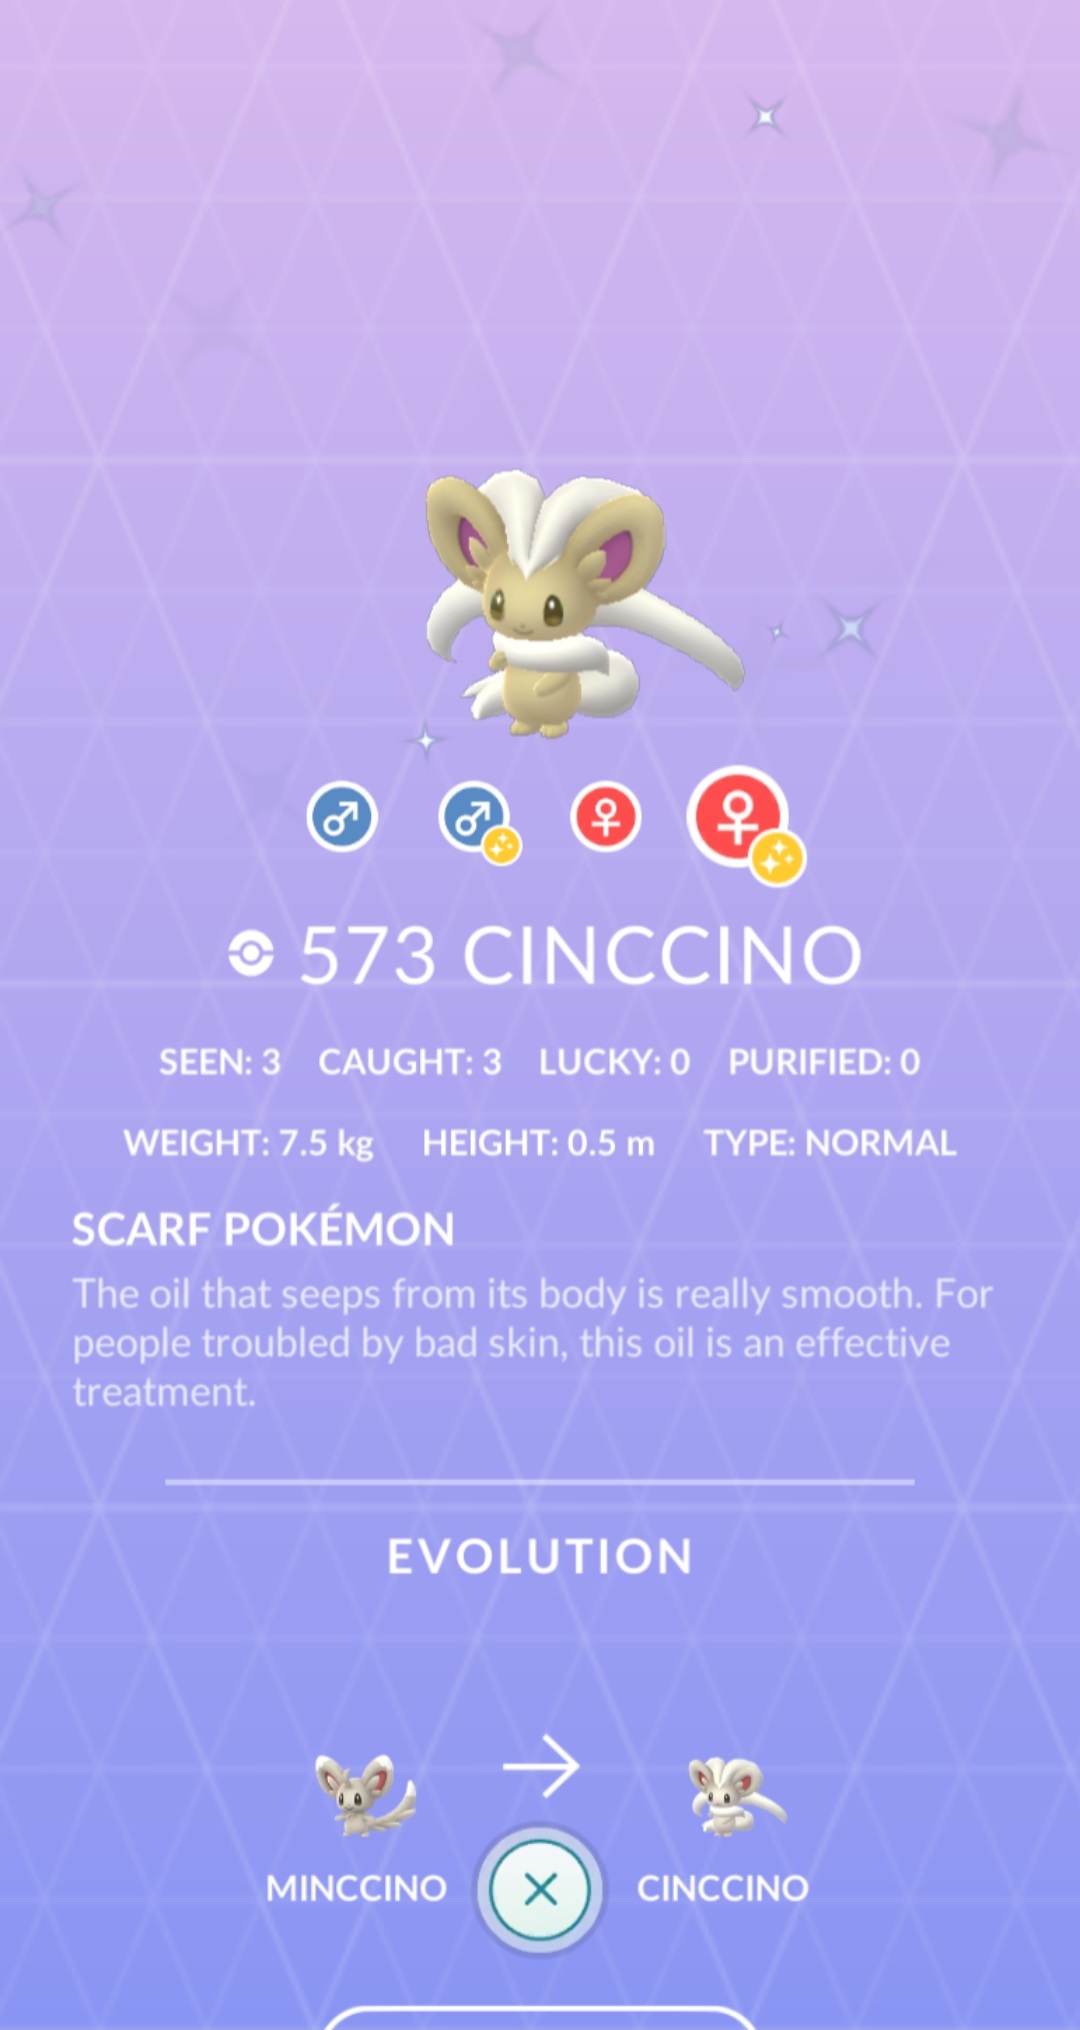 573 CINCCINO
SEEN: 3 CAUGHT: 3 LUCKY: 0 PURIFIED: 0
WEIGHT: 7.5 kg HEIGHT: 0.5 m TYPE: NORMAL
SCARF POKÉMON
The oil that seeps from its body is really smooth. For
people troubled by bad skin, this oil is an effective
treatment.
EVOLUTION
MINCCINO CINCCINO